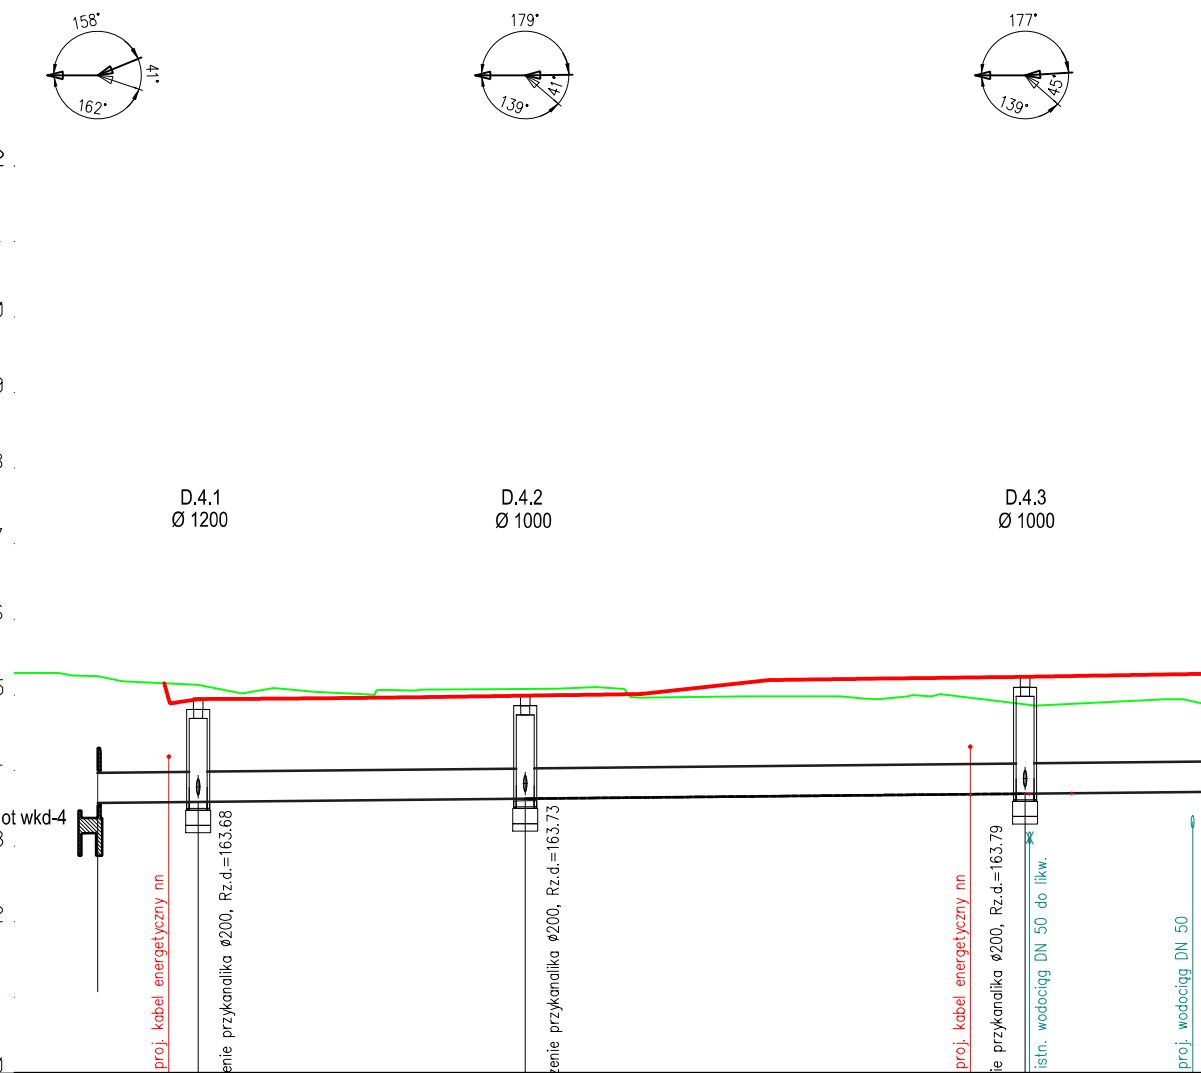 158°
41°
162°
179°
41°
139°
177°
45°
139°
D.4.1
Ø 1200
D.4.2
Ø 1000
D.4.3
Ø 1000
ot wkd-4
proj. kabel energetyczny nn
enie przykanalika ø200, Rz.d.=163.68
zenie przykanalika ø200, Rz.d.=163.73
proj. kabel energetyczny nn
ie przykanalika ø200, Rz.d.=163.79
istn. wodociąg DN 50 do likw.
proj. wodociąg DN 50